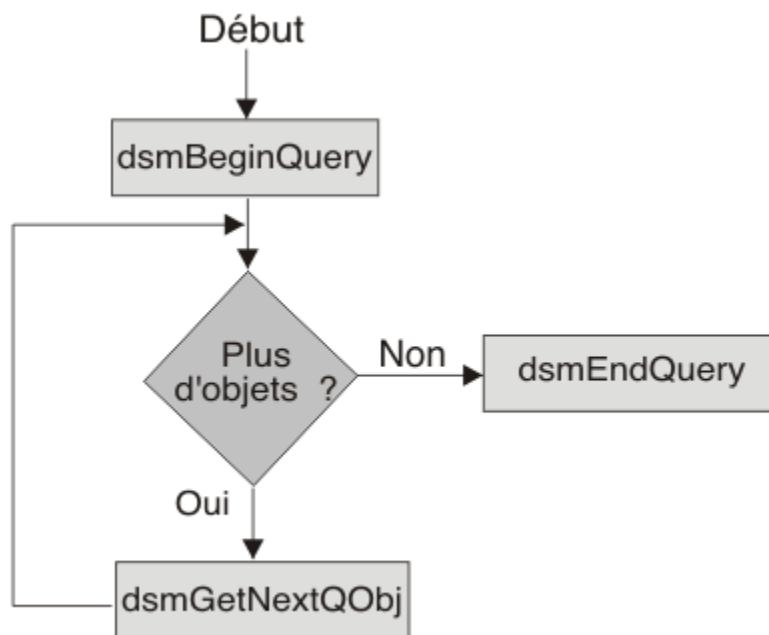 Début
dsmBeginQuery
Plus
d'objets ?
Non
dsmEndQuery
Oui
dsmGetNextQObj